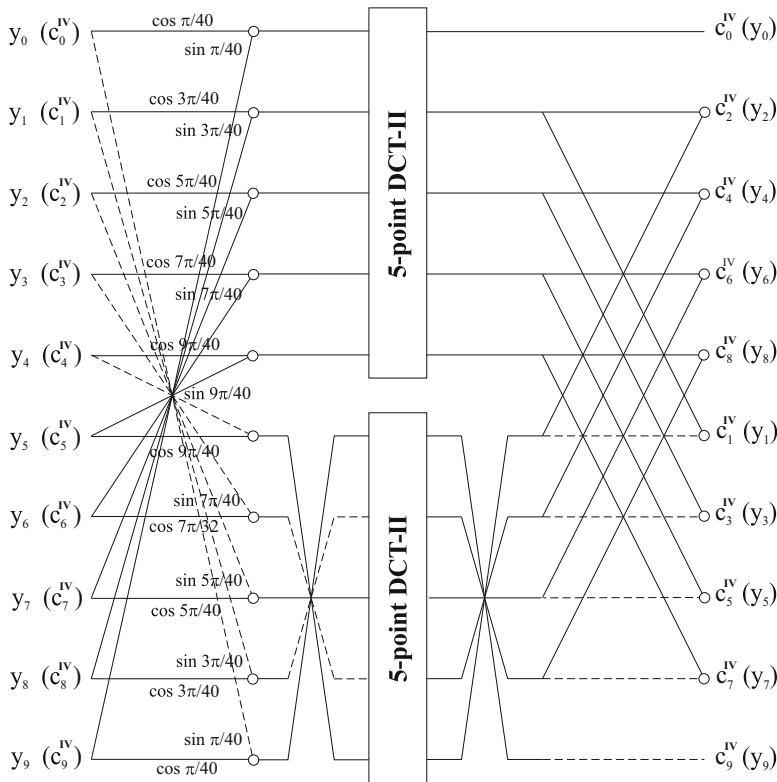 y₀ (c₀ᴵⱽ) cos π/40 c₀ᴵⱽ (y₀)
sin π/40
y₁ (c₁ᴵⱽ) cos 3π/40 c₂ᴵⱽ (y₂)
sin 3π/40
y₂ (c₂ᴵⱽ) cos 5π/40 c₄ᴵⱽ (y₄)
sin 5π/40
5-point DCT-II
y₃ (c₃ᴵⱽ) cos 7π/40 c₆ᴵⱽ (y₆)
sin 7π/40
y₄ (c₄ᴵⱽ) cos 9π/40 c₈ᴵⱽ (y₈)
sin 9π/40
y₅ (c₅ᴵⱽ) c₁ᴵⱽ (y₁)
cos 9π/40
sin 7π/40
y₆ (c₆ᴵⱽ) cos 7π/32 c₃ᴵⱽ (y₃)
sin 5π/40
y₇ (c₇ᴵⱽ) cos 5π/40 c₅ᴵⱽ (y₅)
5-point DCT-II
sin 3π/40
y₈ (c₈ᴵⱽ) cos 3π/40 c₇ᴵⱽ (y₇)
sin π/40
y₉ (c₉ᴵⱽ) cos π/40 c₉ᴵⱽ (y₉)